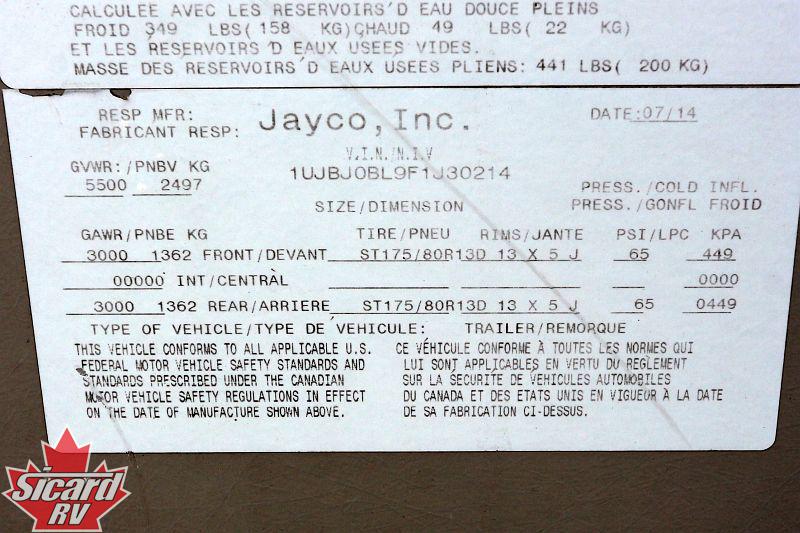 CALCULEE AVEC LES RESERVOIRS'D EAU DOUCE PLEINS
FROID 349 LBS( 158 KG)CHAUD 49 LBS( 22 KG)
ET LES RESERVOIRS'D EAUX USEES VIDES.
MASSE DES RESERVOIRS'D EAUX USEES PLIENS: 441 LBS( 200 KG)
RESP MFR:
FABRICANT RESP: Jayco, Inc. DATE:07/14
V.I.N/N.I.V
GVWR:/PNBV KG
1UJBJ0BL9F1J30214
5500 2497
PRESS./COLD INFL.
SIZE/DIMENSION PRESS./GONFL FROID
GAWR/PNBE KG TIRE/PNEU RIMS/JANTE PSI/LPC KPA
3000 1362 FRONT/DEVANT ST175/80R13D 13 X 5 J 65 449
00000 INT/CENTRAL 0000
3000 1362 REAR/ARRIERE ST175/80R13D 13 X 5 J 65 0449
TYPE OF VEHICLE/TYPE DE VÉHICULE: TRAILER/REMORQUE
THIS VEHICLE CONFORMS TO ALL APPLICABLE U.S.
FEDERAL MOTOR VEHICLE SAFETY STANDARDS AND
STANDARDS PRESCRIBED UNDER THE CANADIAN
MOTOR VEHICLE SAFETY REGULATIONS IN EFFECT
ON THE DATE OF MANUFACTURE SHOWN ABOVE.
CE VÉHICULE CONFORME À TOUTES LES NORMES QUI
LUI SONT APPLICABLES EN VERTU DU REGLEMENT
SUR LA SECURITE DE VEHICULES AUTOMOBILES
DU CANADA ET DES ETATS UNIS EN VIGUEUR À LA DATE
DE SA FABRICATION CI-DESSUS.
Sicard
RV